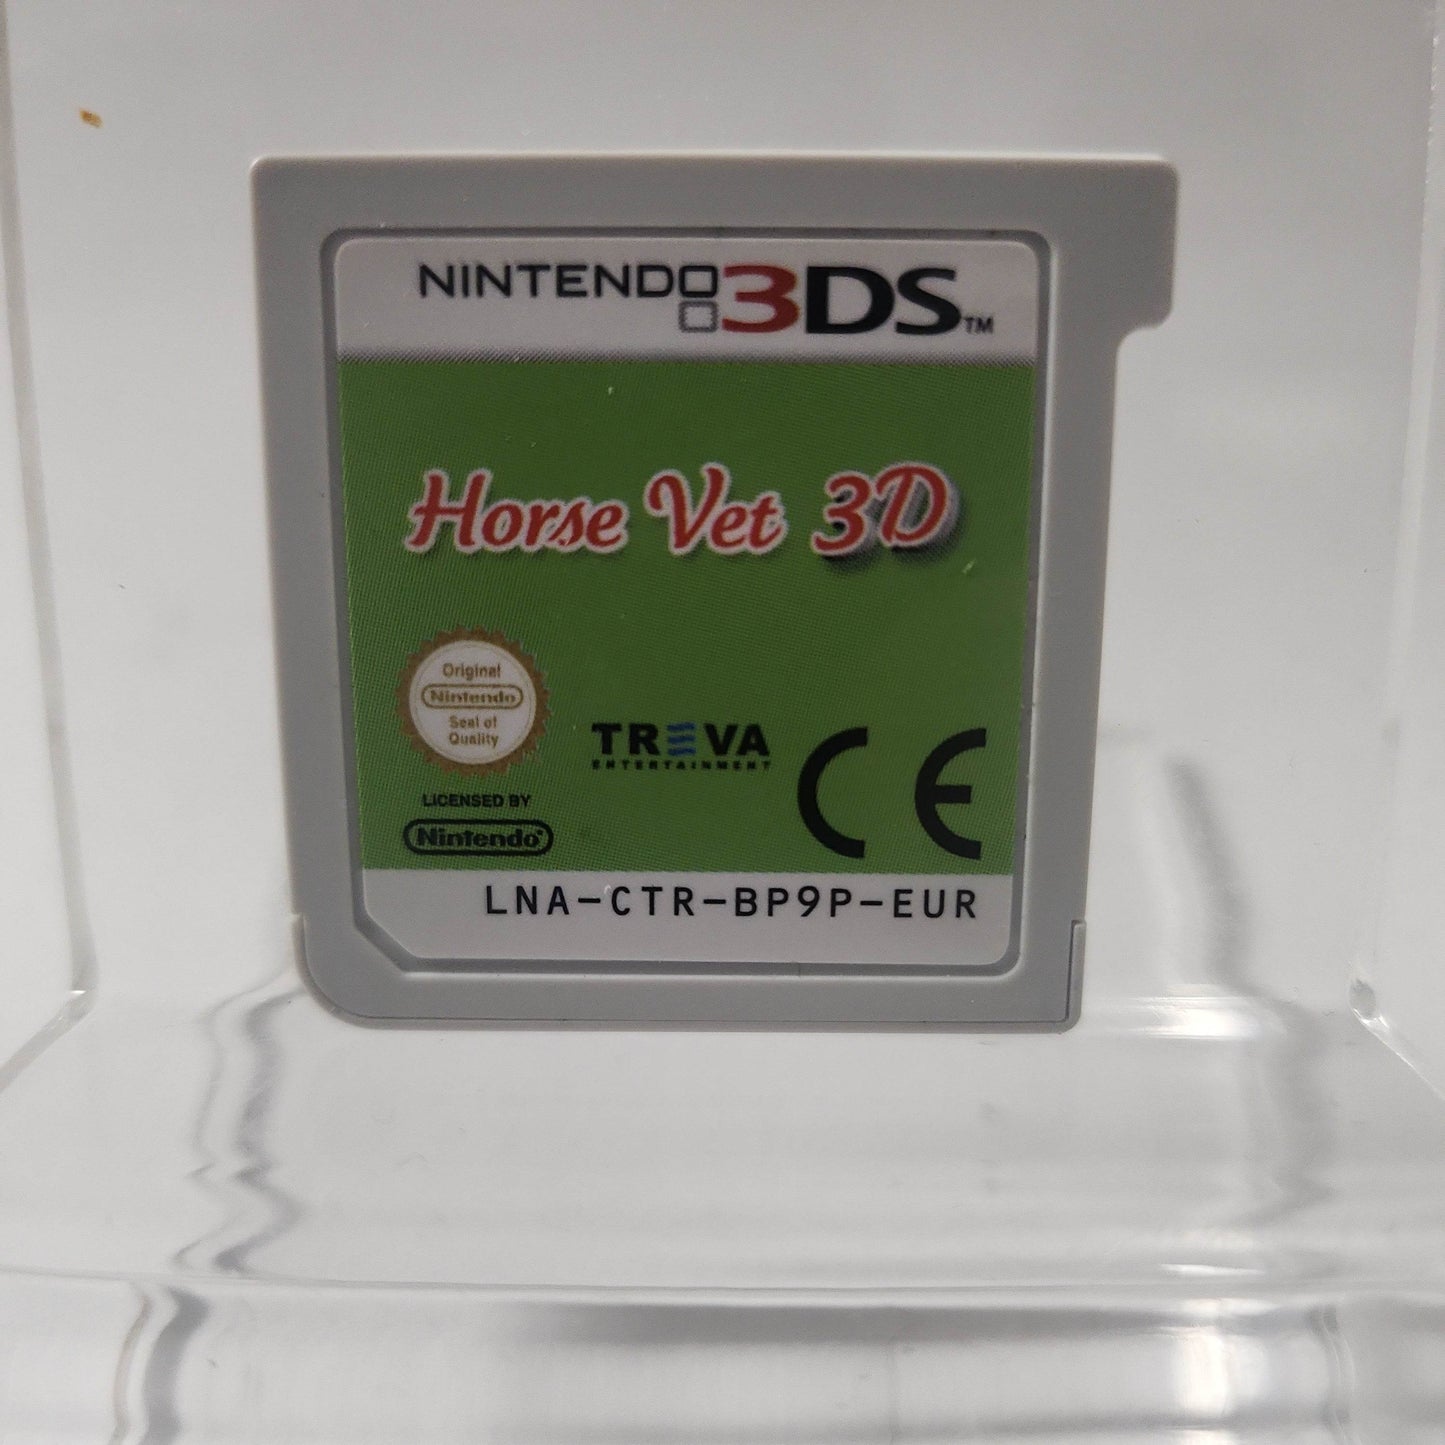 NINTENDO 3DS™
Horse Vet 3D
Original
Nintendo
Seal of
Quality
TREVA
ENTERTAINMENT
CE
LICENSED BY
Nintendo®
LNA-CTR-BP9P-EUR